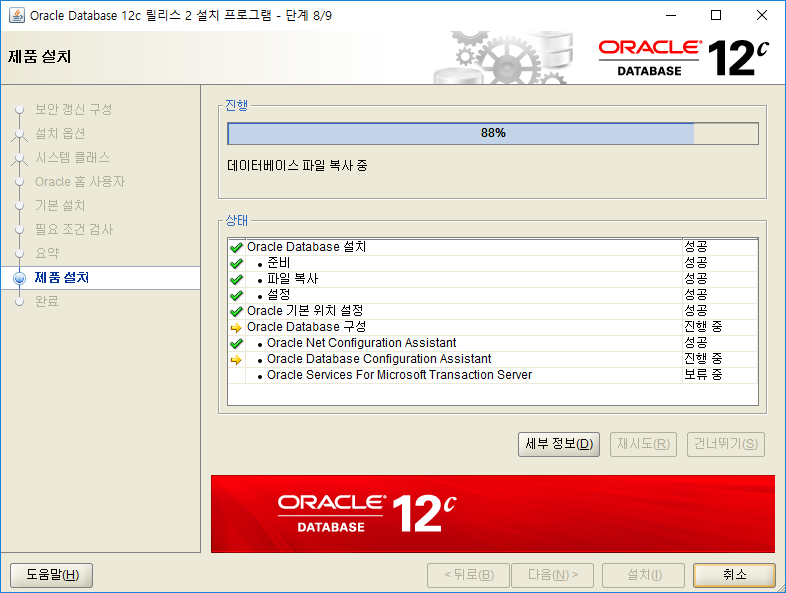 Oracle Database 12c 릴리스 2 설치 프로그램 - 단계 8/9
제품 설치
ORACLE DATABASE 12c
보안 갱신 구성
설치 옵션
시스템 클래스
Oracle 홈 사용자
기본 설치
필요 조건 검사
요약
제품 설치
완료
진행
88%
데이터베이스 파일 복사 중
상태
Oracle Database 설치 성공
준비 성공
파일 복사 성공
설정 성공
Oracle 기본 위치 설정 성공
Oracle Database 구성 진행 중
Oracle Net Configuration Assistant 성공
Oracle Database Configuration Assistant 진행 중
Oracle Services For Microsoft Transaction Server 보류 중
세부 정보(D) 재시도(R) 건너뛰기(S)
ORACLE DATABASE 12c
도움말(H) < 뒤로(B) 다음(N) > 설치(I) 취소